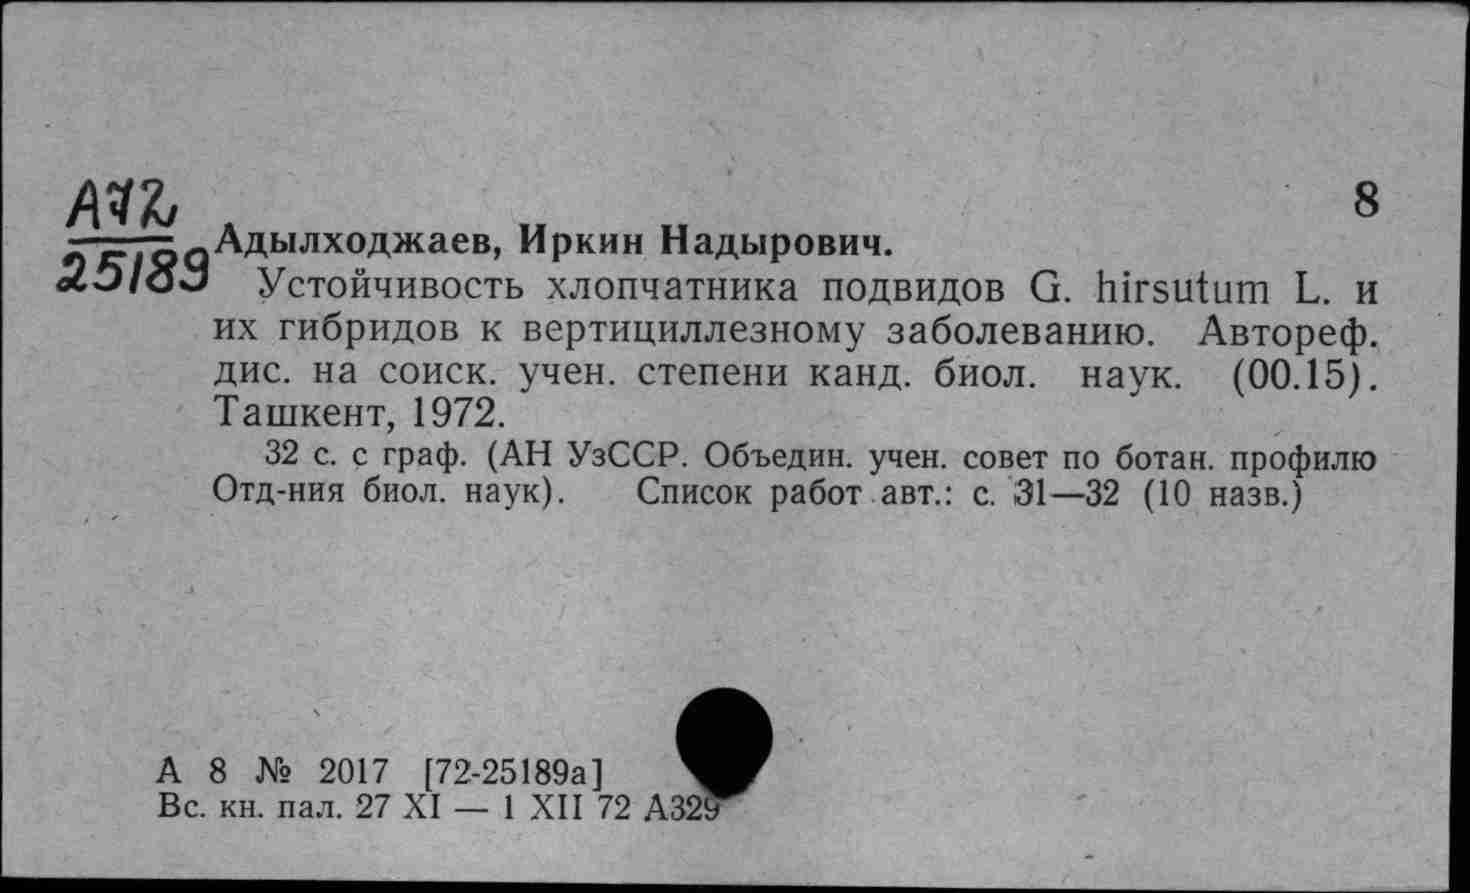 А72
8
25189
Адылходжаев, Иркин Надырович.
Устойчивость хлопчатника подвидов G. hirsutum L. и
их гибридов к вертициллезному заболеванию. Автореф.
дис. на соиск. учен. степени канд. биол. наук. (00.15).
Ташкент, 1972.
32 с. с граф. (АН УзССР. Объедин. учен. совет по ботан. профилю
Отд-ния биол. наук). Список работ авт.: с. 31—32 (10 назв.)
А 8 № 2017 [72-25189а]
Вс. кн. пал. 27 XI — 1 XII 72 А329